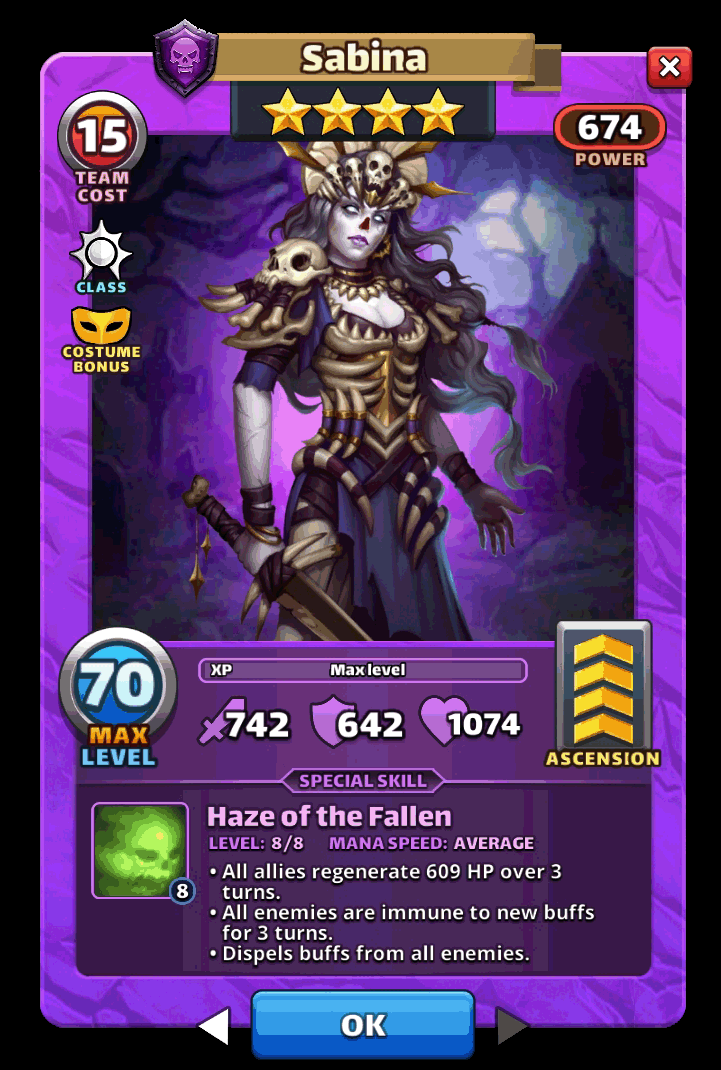 Sabina
15
TEAM
COST
674
POWER
CLASS
COSTUME
BONUS
70
MAX
LEVEL
XP Max level
742 642 1074
ASCENSION
SPECIAL SKILL
Haze of the Fallen
LEVEL: 8/8 MANA SPEED: AVERAGE
8
• All allies regenerate 609 HP over 3
turns.
• All enemies are immune to new buffs
for 3 turns.
• Dispels buffs from all enemies.
OK